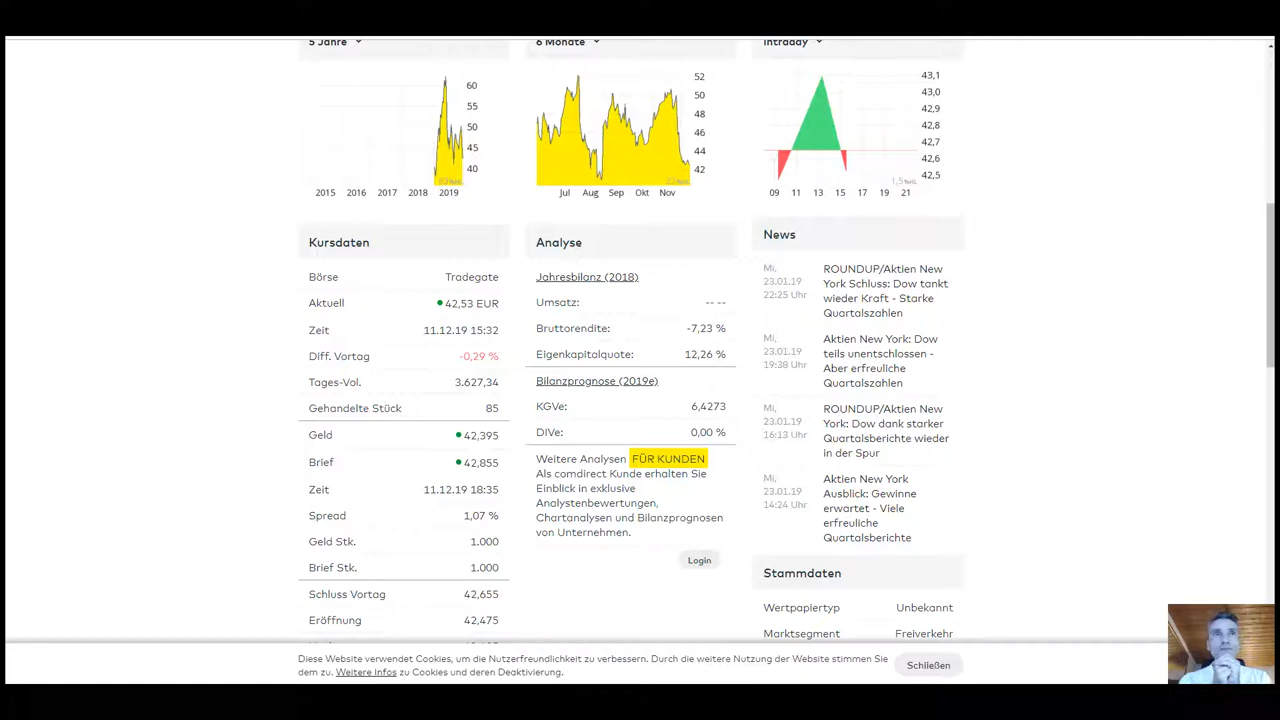 5 Jahre
60
55
50
45
40
2015 2016 2017 2018 2019
6 Monate
52
50
48
46
44
42
Jul Aug Sep Okt Nov
Intraday
43,1
43,0
42,9
42,8
42,7
42,6
42,5
09 11 13 15 17 19 21
Kursdaten
Börse Tradegate
Aktuell 42,53 EUR
Zeit 11.12.19 15:32
Diff. Vortag -0,29 %
Tages-Vol. 3.627,34
Gehandelte Stück 85
Geld 42,395
Brief 42,855
Zeit 11.12.19 18:35
Spread 1,07 %
Geld Stk. 1.000
Brief Stk. 1.000
Schluss Vortag 42,655
Eröffnung 42,475
Analyse
Jahresbilanz (2018)
Umsatz: -- --
Bruttorendite: -7,23 %
Eigenkapitalquote: 12,26 %
Bilanzprognose (2019e)
KGVe: 6,4273
DIVe: 0,00 %
Weitere Analysen FÜR KUNDEN
Als comdirect Kunde erhalten Sie
Einblick in exklusive
Analystenbewertungen,
Chartanalysen und Bilanzprognosen
von Unternehmen.
Login
News
Mi,
23.01.19
22:25 Uhr
ROUNDUP/Aktien New
York Schluss: Dow tankt
wieder Kraft - Starke
Quartalszahlen
Mi,
23.01.19
19:38 Uhr
Aktien New York: Dow
teils unentschlossen -
Aber erfreuliche
Quartalszahlen
Mi,
23.01.19
16:13 Uhr
ROUNDUP/Aktien New
York: Dow dank starker
Quartalsberichte wieder
in der Spur
Mi,
23.01.19
14:24 Uhr
Aktien New York
Ausblick: Gewinne
erwartet - Viele
erfreuliche
Quartalsberichte
Stammdaten
Wertpapiertyp Unbekannt
Marktsegment Freiverkehr
Diese Website verwendet Cookies, um die Nutzerfreundlichkeit zu verbessern. Durch die weitere Nutzung der Website stimmen Sie
dem zu. Weitere Infos zu Cookies und deren Deaktivierung.
Schließen